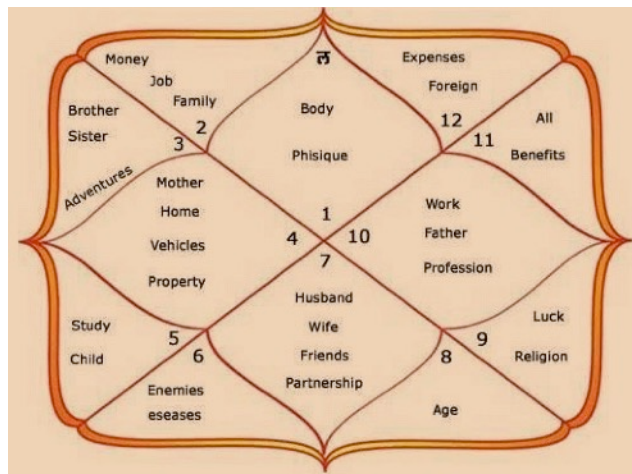 Money
Job
Family
2
ल
Body
Phisique
1
Expenses
Foreign
12
11
All
Benefits
Brother
Sister
3
Adventures
Mother
Home
Vehicles
Property
4
10
Work
Father
Profession
7
Husband
Wife
Friends
Partnership
Study
Child
5
6
Enemies
eseases
8
Age
9
Luck
Religion